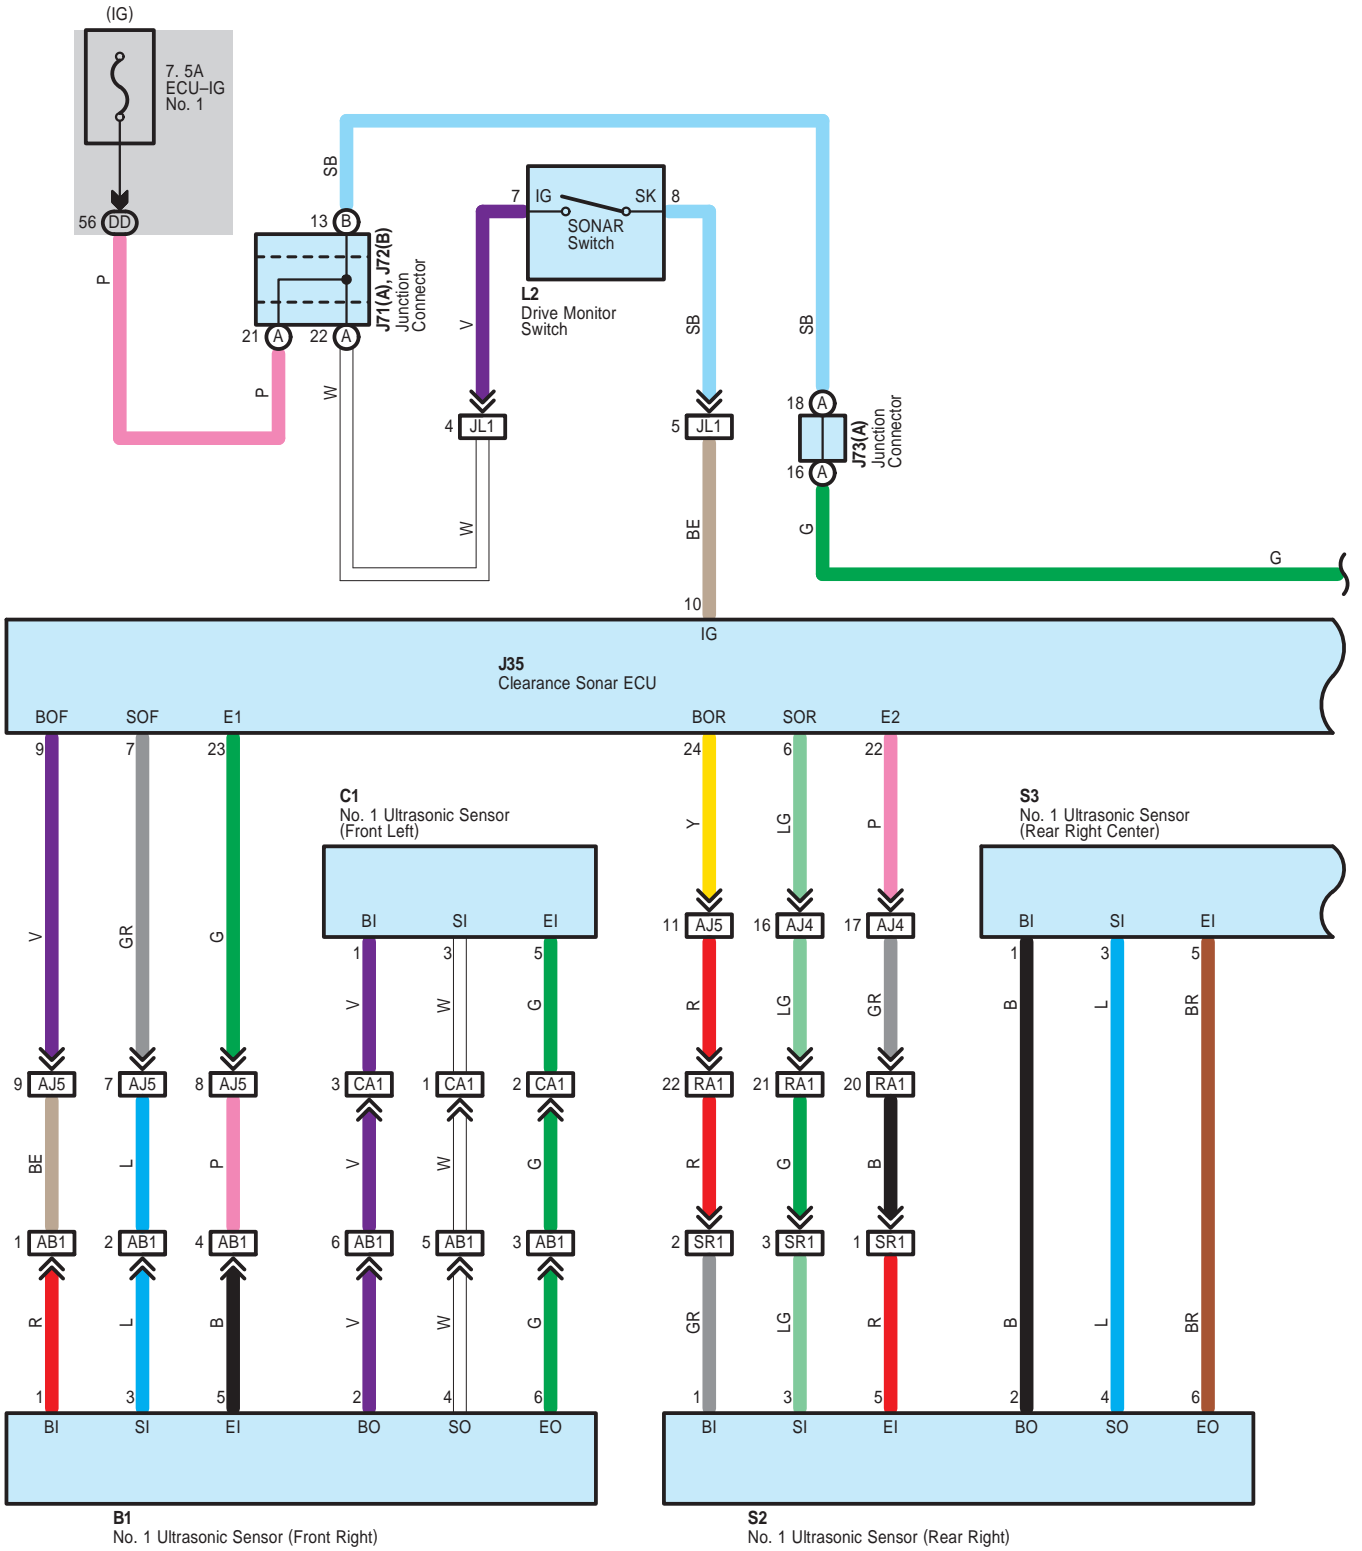 (IG)
7. 5A
ECU–IG
No. 1
56 DD
P
P
SB
13 B
J71(A), J72(B)
Junction
Connector
21 A
22 A
W
7 IG SK 8
SONAR
Switch
L2
Drive Monitor
Switch
V
SB
SB
4 JL1
5 JL1
W
BE
18 A
J73(A)
Junction
Connector
16 A
G
G
10
IG
J35
Clearance Sonar ECU
BOF SOF E1 BOR SOR E2
9 7 23 24 6 22
C1
No. 1 Ultrasonic Sensor
(Front Left)
S3
No. 1 Ultrasonic Sensor
(Rear Right Center)
Y LG P
BI SI EI
11 AJ5 16 AJ4 17 AJ4
BI SI EI
V GR G
1 3 5
1 3 5
V W G
R LG GR
B L BR
9 AJ5 7 AJ5 8 AJ5 3 CA1 1 CA1 2 CA1 22 RA1 21 RA1 20 RA1
BE L P V W G R G B
1 AB1 2 AB1 4 AB1 6 AB1 5 AB1 3 AB1 2 SR1 3 SR1 1 SR1
R L B V W G GR LG R B L BR
1 3 5 2 4 6 1 3 5 2 4 6
BI SI EI BO SO EO BI SI EI BO SO EO
B1
No. 1 Ultrasonic Sensor (Front Right)
S2
No. 1 Ultrasonic Sensor (Rear Right)